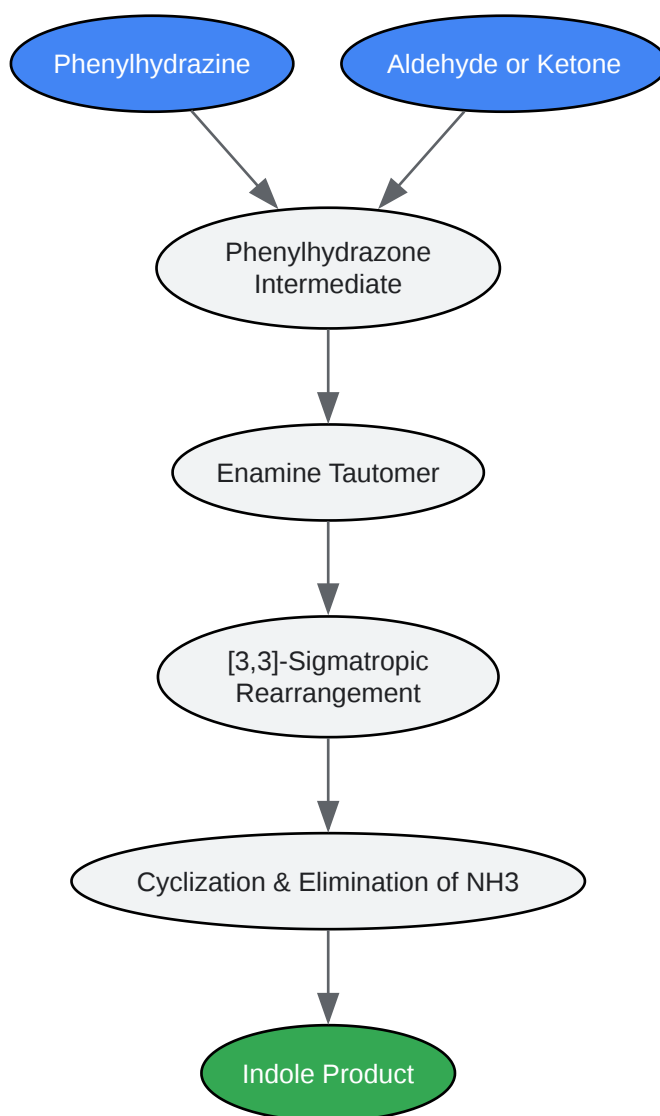 Phenylhydrazine
Aldehyde or Ketone
Phenylhydrazone
Intermediate
Enamine Tautomer
[3,3]-Sigmatropic
Rearrangement
Cyclization & Elimination of NH3
Indole Product